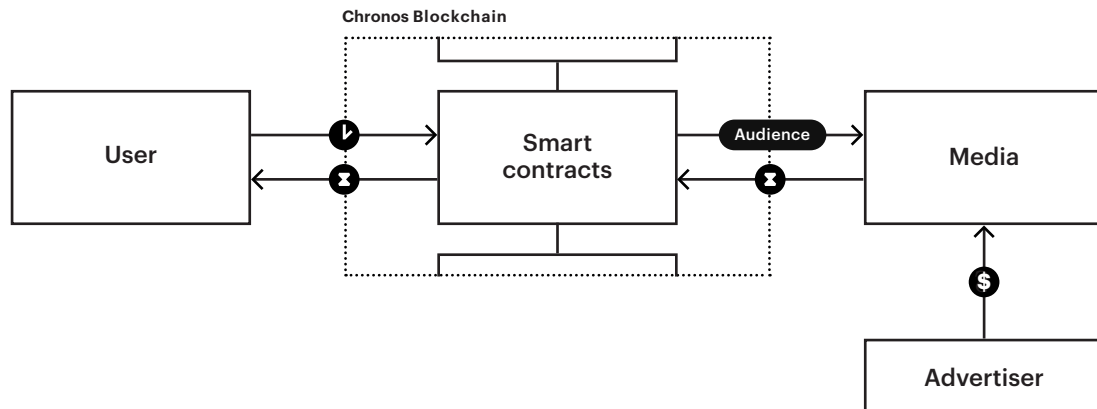 Chronos Blockchain
User
Smart
contracts
Audience
Media
$
Advertiser